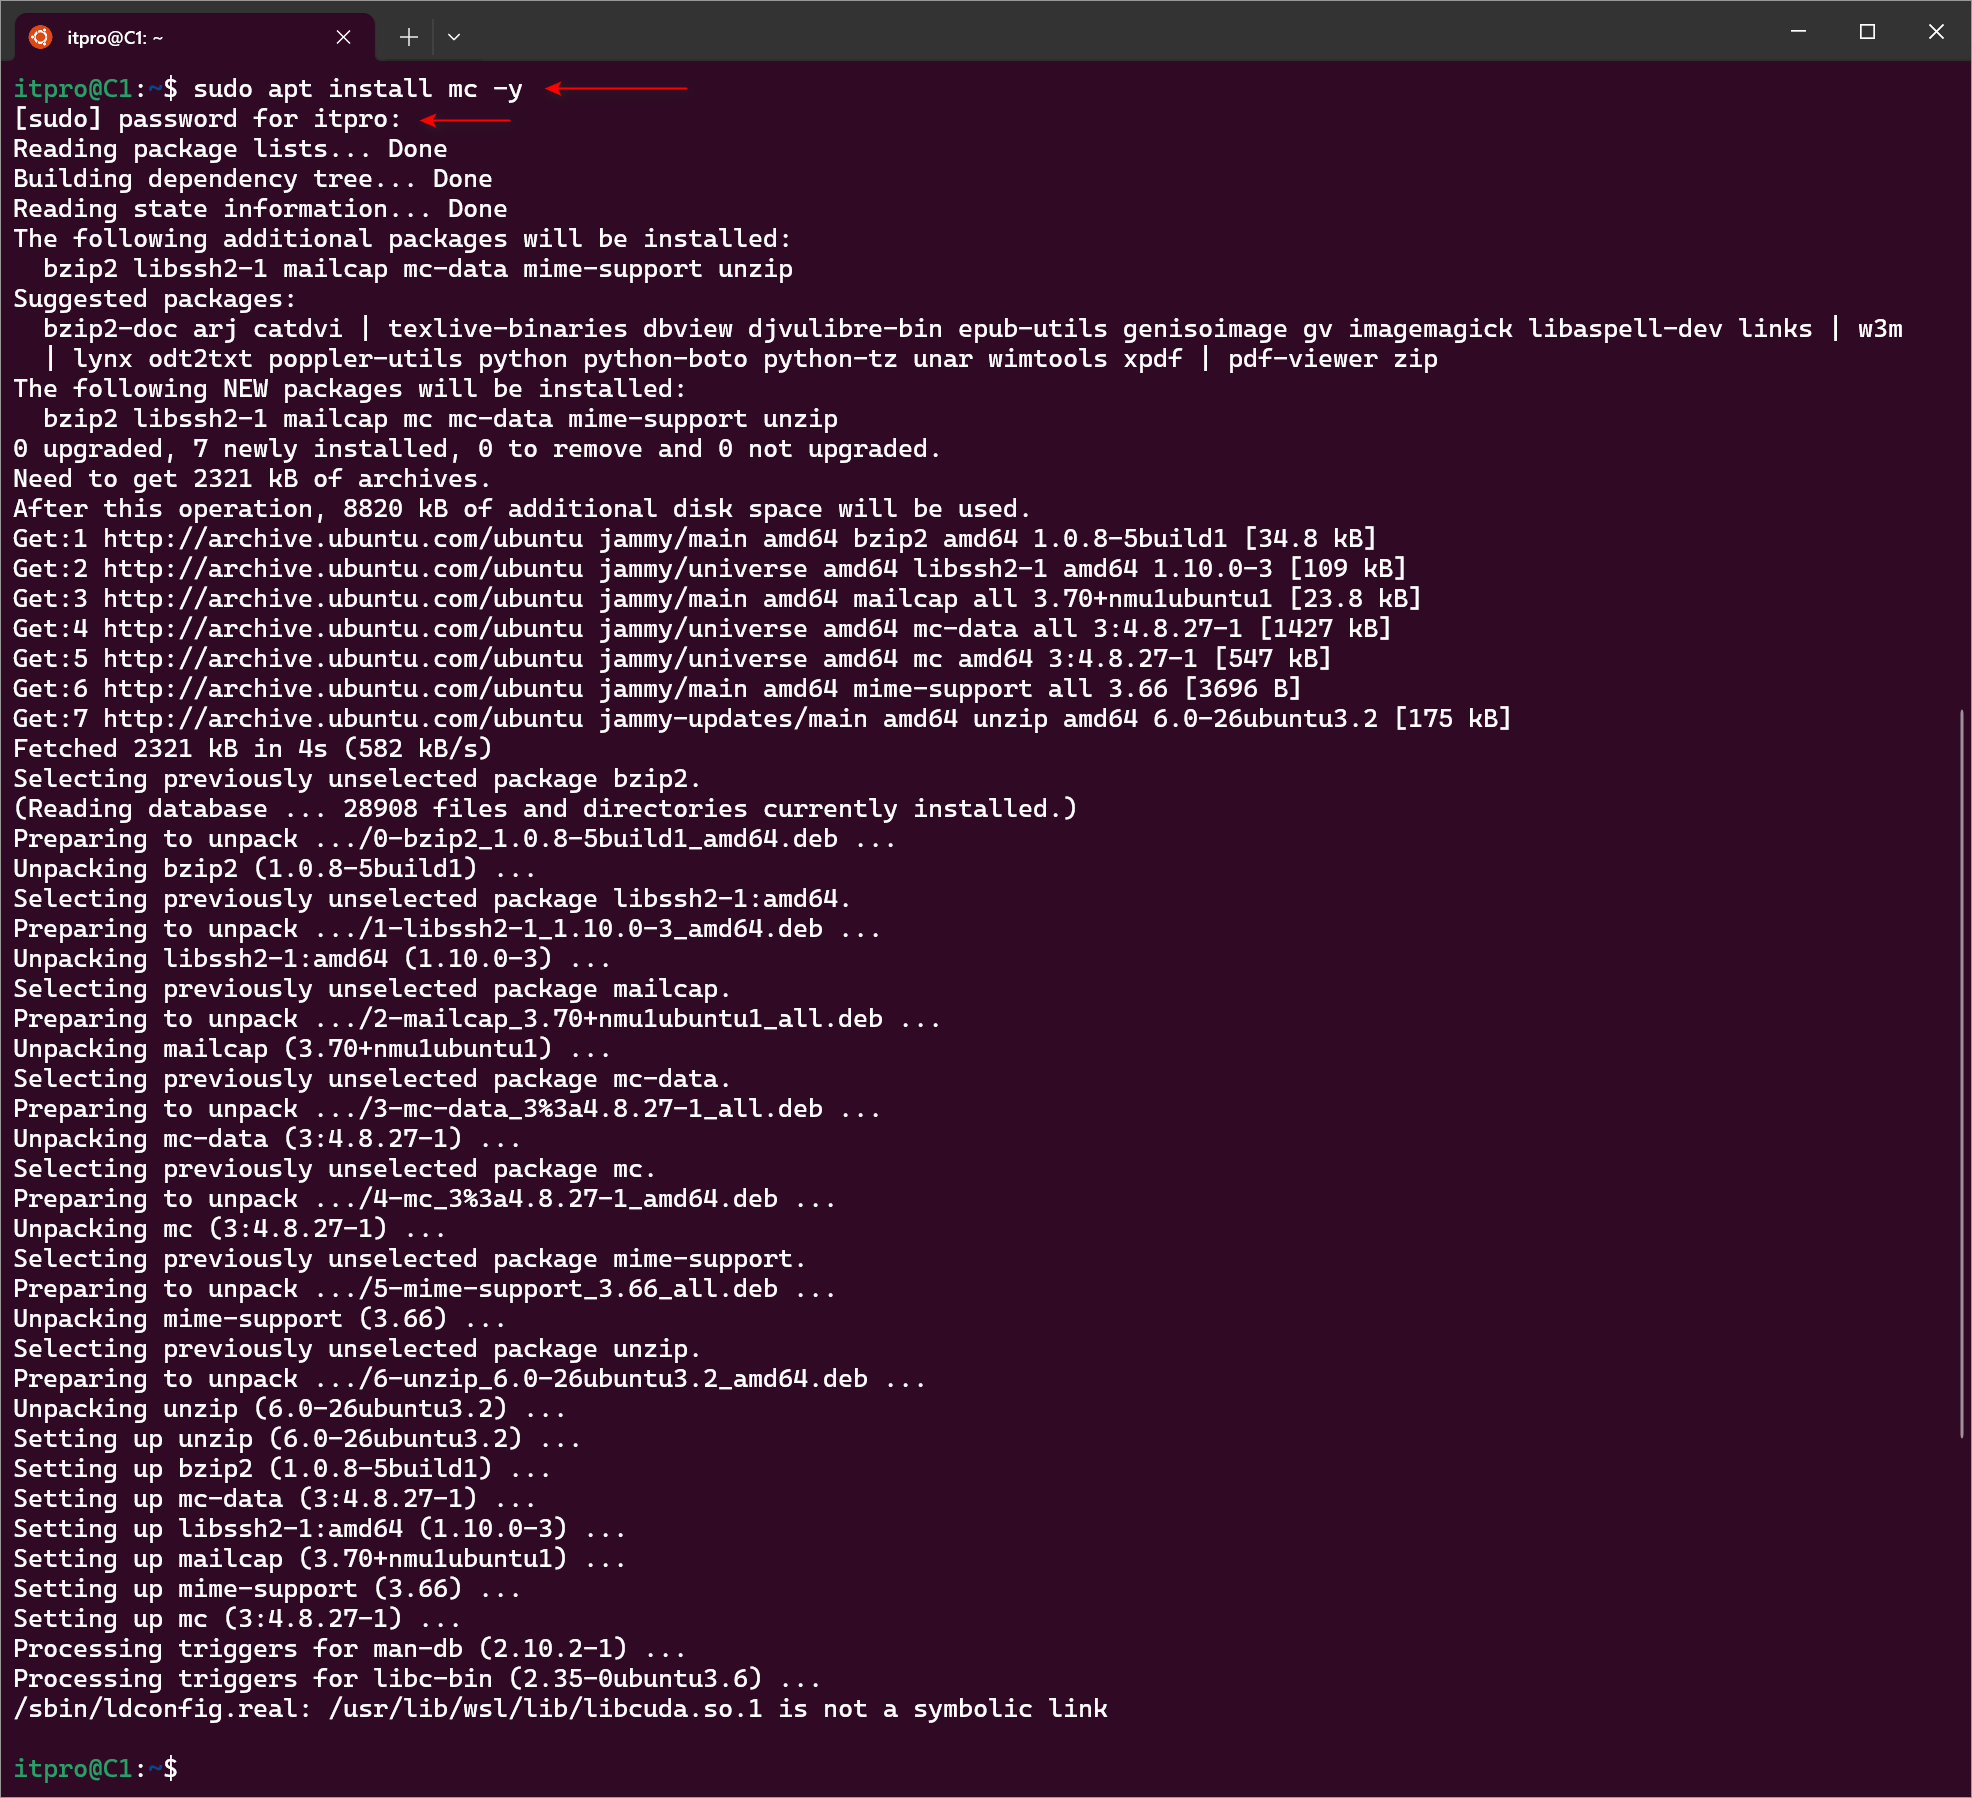 itpro@C1: ~
itpro@C1:~$ sudo apt install mc -y
[sudo] password for itpro:
Reading package lists... Done
Building dependency tree... Done
Reading state information... Done
The following additional packages will be installed:
  bzip2 libssh2-1 mailcap mc-data mime-support unzip
Suggested packages:
  bzip2-doc arj catdvi | texlive-binaries dbview djvulibre-bin epub-utils genisoimage gv imagemagick libaspell-dev links | w3m
  | lynx odt2txt poppler-utils python python-boto python-tz unar wimtools xpdf | pdf-viewer zip
The following NEW packages will be installed:
  bzip2 libssh2-1 mailcap mc mc-data mime-support unzip
0 upgraded, 7 newly installed, 0 to remove and 0 not upgraded.
Need to get 2321 kB of archives.
After this operation, 8820 kB of additional disk space will be used.
Get:1 http://archive.ubuntu.com/ubuntu jammy/main amd64 bzip2 amd64 1.0.8-5build1 [34.8 kB]
Get:2 http://archive.ubuntu.com/ubuntu jammy/universe amd64 libssh2-1 amd64 1.10.0-3 [109 kB]
Get:3 http://archive.ubuntu.com/ubuntu jammy/main amd64 mailcap all 3.70+nmu1ubuntu1 [23.8 kB]
Get:4 http://archive.ubuntu.com/ubuntu jammy/universe amd64 mc-data all 3:4.8.27-1 [1427 kB]
Get:5 http://archive.ubuntu.com/ubuntu jammy/universe amd64 mc amd64 3:4.8.27-1 [547 kB]
Get:6 http://archive.ubuntu.com/ubuntu jammy/main amd64 mime-support all 3.66 [3696 B]
Get:7 http://archive.ubuntu.com/ubuntu jammy-updates/main amd64 unzip amd64 6.0-26ubuntu3.2 [175 kB]
Fetched 2321 kB in 4s (582 kB/s)
Selecting previously unselected package bzip2.
(Reading database ... 28908 files and directories currently installed.)
Preparing to unpack .../0-bzip2_1.0.8-5build1_amd64.deb ...
Unpacking bzip2 (1.0.8-5build1) ...
Selecting previously unselected package libssh2-1:amd64.
Preparing to unpack .../1-libssh2-1_1.10.0-3_amd64.deb ...
Unpacking libssh2-1:amd64 (1.10.0-3) ...
Selecting previously unselected package mailcap.
Preparing to unpack .../2-mailcap_3.70+nmu1ubuntu1_all.deb ...
Unpacking mailcap (3.70+nmu1ubuntu1) ...
Selecting previously unselected package mc-data.
Preparing to unpack .../3-mc-data_3%3a4.8.27-1_all.deb ...
Unpacking mc-data (3:4.8.27-1) ...
Selecting previously unselected package mc.
Preparing to unpack .../4-mc_3%3a4.8.27-1_amd64.deb ...
Unpacking mc (3:4.8.27-1) ...
Selecting previously unselected package mime-support.
Preparing to unpack .../5-mime-support_3.66_all.deb ...
Unpacking mime-support (3.66) ...
Selecting previously unselected package unzip.
Preparing to unpack .../6-unzip_6.0-26ubuntu3.2_amd64.deb ...
Unpacking unzip (6.0-26ubuntu3.2) ...
Setting up unzip (6.0-26ubuntu3.2) ...
Setting up bzip2 (1.0.8-5build1) ...
Setting up mc-data (3:4.8.27-1) ...
Setting up libssh2-1:amd64 (1.10.0-3) ...
Setting up mailcap (3.70+nmu1ubuntu1) ...
Setting up mime-support (3.66) ...
Setting up mc (3:4.8.27-1) ...
Processing triggers for man-db (2.10.2-1) ...
Processing triggers for libc-bin (2.35-0ubuntu3.6) ...
/sbin/ldconfig.real: /usr/lib/wsl/lib/libcuda.so.1 is not a symbolic link
itpro@C1:~$